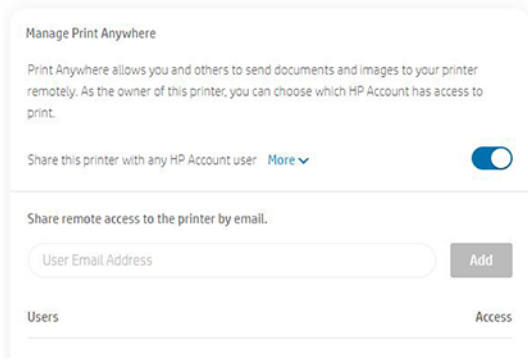 Manage Print Anywhere
Print Anywhere allows you and others to send documents and images to your printer
remotely. As the owner of this printer, you can choose which HP Account has access to
print.
Share this printer with any HP Account user More
Share remote access to the printer by email.
User Email Address
Add
Users Access